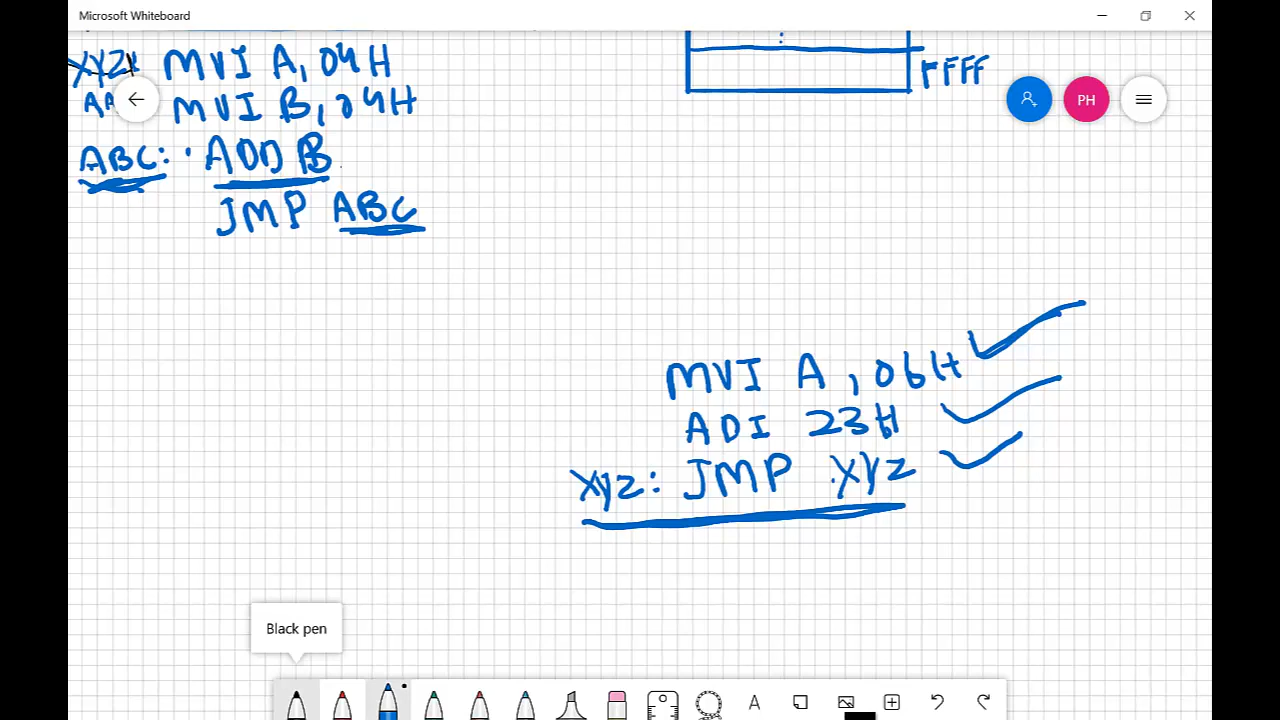 Microsoft Whiteboard
XYZ: MVI A, 04H
MVI B, 04H
ABC: ADD B
JMP ABC
FFFF
PH
MVI A, 06H
ADI 23H
XYZ: JMP XYZ
Black pen
A